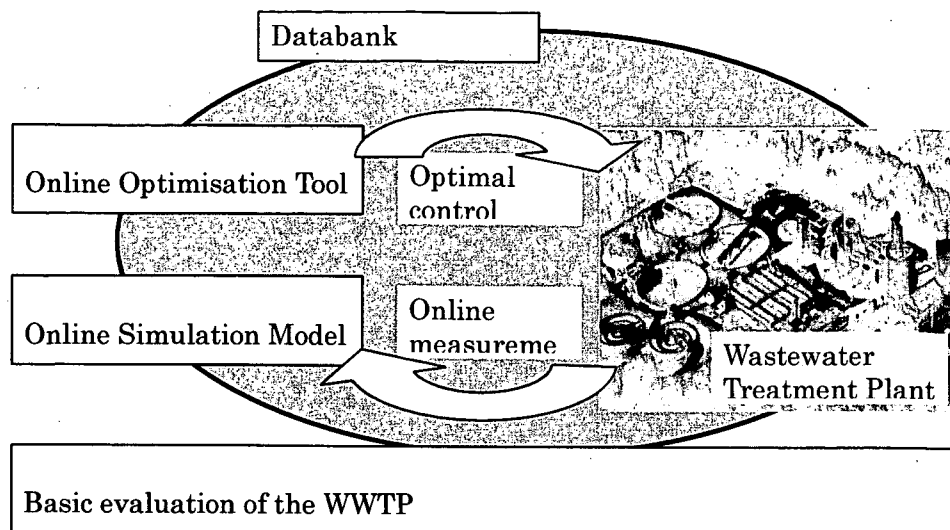 Databank
Online Optimisation Tool
Optimal
control
Online Simulation Model
Online
measureme
Wastewater
Treatment Plant
Basic evaluation of the WWTP